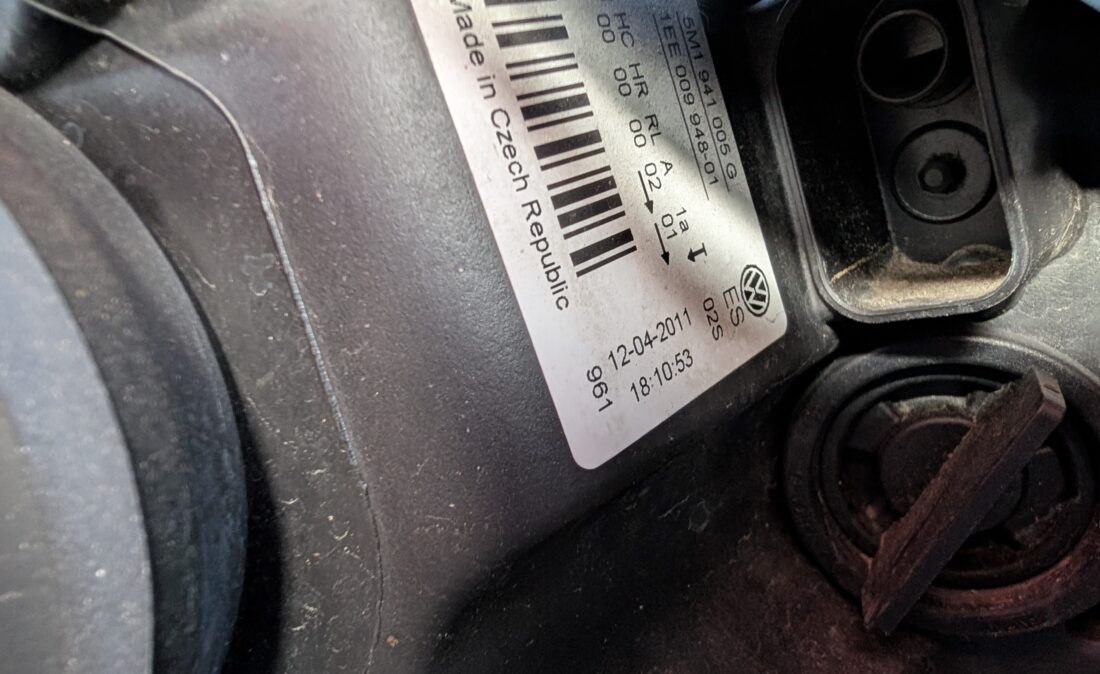 5M1 941 005 G
1EE 009 948-01
HC HR RL A 1a
00 00 00 02 01
Made in Czech Republic
ES
02S
12-04-2011
18:10:53
961